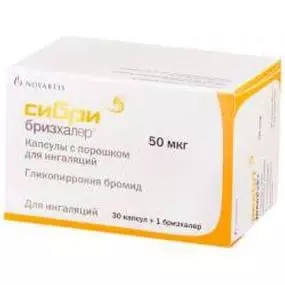 NOVARTIS
сибри
бризхалер
Капсулы с порошком
для ингаляций
50 мкг
Гликопиррония бромид
Для ингаляций
30 капсул + 1 бризхалер